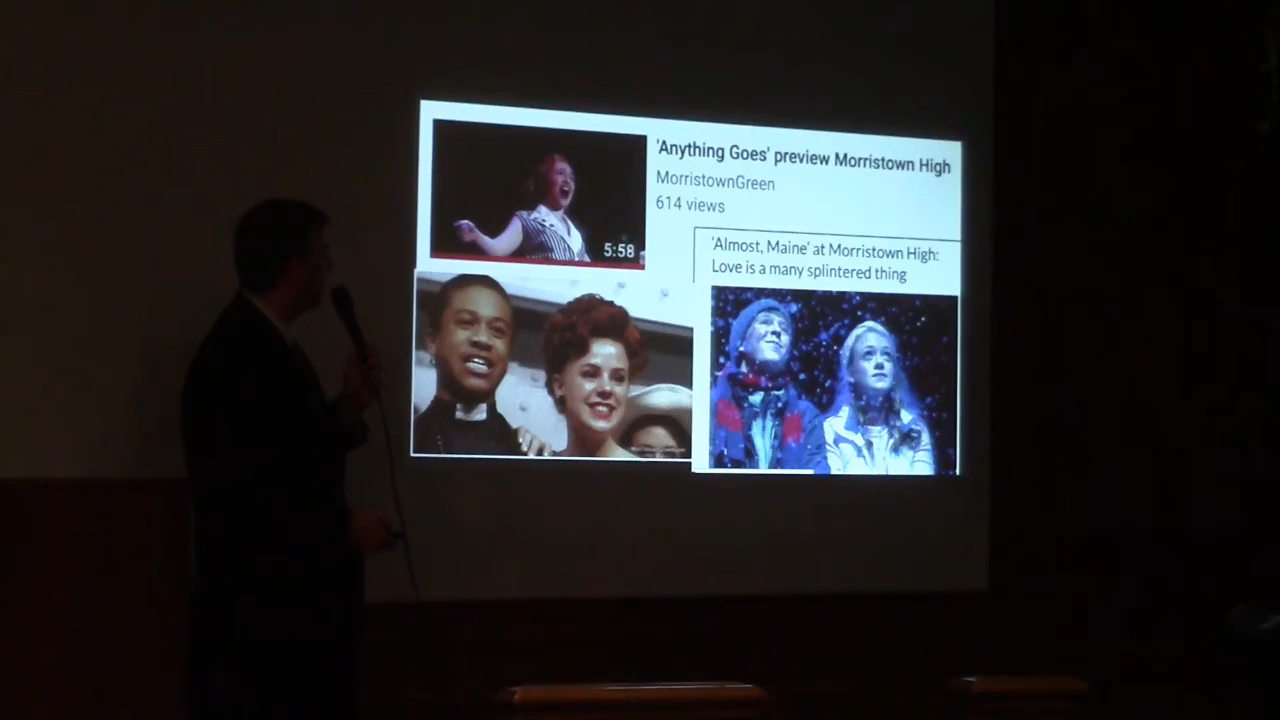 'Anything Goes' preview Morristown High
MorristownGreen
614 views
5:58
'Almost, Maine' at Morristown High:
Love is a many splintered thing